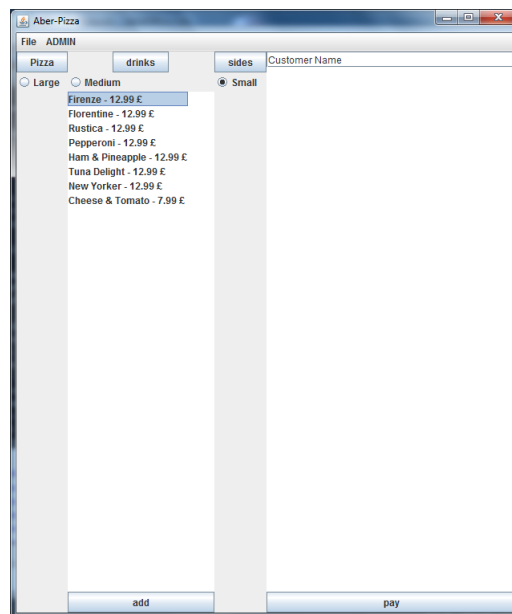 Aber-Pizza
File ADMIN
Pizza drinks sides Customer Name
Large Medium Small
Firenze - 12.99 £
Florentine - 12.99 £
Rustica - 12.99 £
Pepperoni - 12.99 £
Ham & Pineapple - 12.99 £
Tuna Delight - 12.99 £
New Yorker - 12.99 £
Cheese & Tomato - 7.99 £
add pay